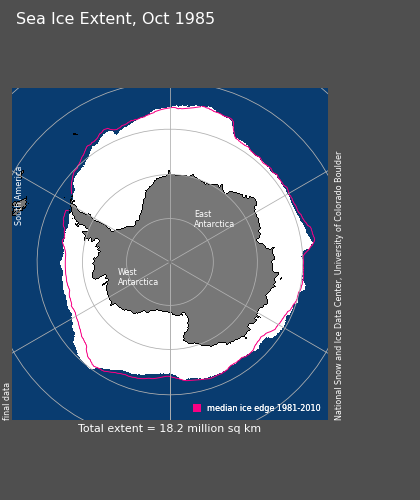 Sea Ice Extent, Oct 1985
South America
East
Antarctica
West
Antarctica
National Snow and Ice Data Center, University of Colorado Boulder
final data
median ice edge 1981-2010
Total extent = 18.2 million sq km